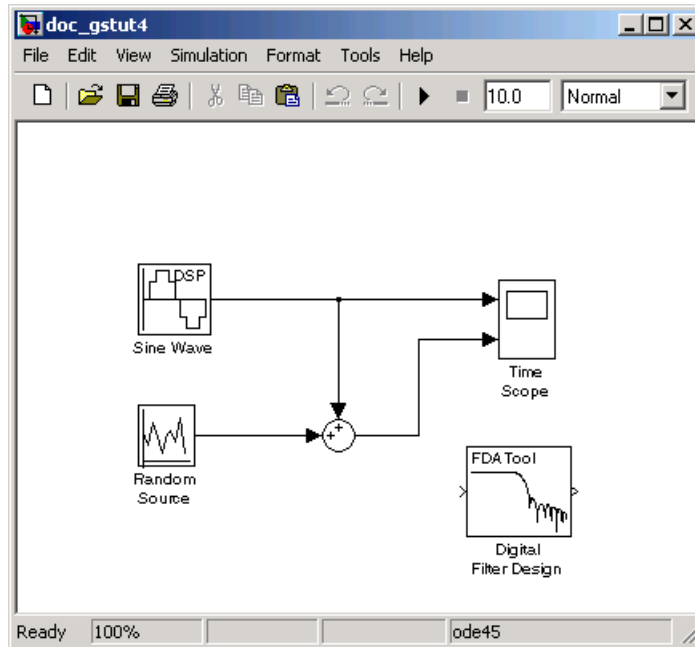 doc_gstut4
File Edit View Simulation Format Tools Help
10.0 Normal
DSP
Sine Wave
Time
Scope
+ +
Random
Source
FDATool
Digital
Filter Design
Ready 100% ode45